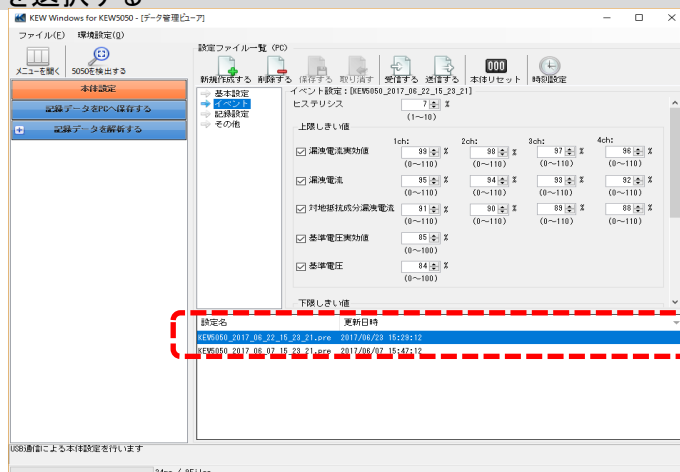 を選択する
KEW Windows for KEW5050 - [データ管理ビューア]
ファイル(F) 環境設定(O)
メニューを開く 5050を検出する
本体設定
記録データをPCへ保存する
記録データを解析する
設定ファイル一覧 (PC)
新規作成する 削除する 保存する 取り消す 受信する 送信する 本体リセット 時刻設定
基本設定
イベント
記録設定
その他
イベント設定:[KEW5050_2017_06_22_15_23_21]
ヒステリシス 7 %
(1~10)
上限しきい値
1ch: 2ch: 3ch: 4ch:
漏洩電流実効値 99 % 98 % 97 % 96 %
(0~110) (0~110) (0~110) (0~110)
漏洩電流 95 % 94 % 93 % 92 %
(0~110) (0~110) (0~110) (0~110)
対地抵抗成分漏洩電流 91 % 90 % 89 % 88 %
(0~110) (0~110) (0~110) (0~110)
基準電圧実効値 85 %
(0~100)
基準電圧 84 %
(0~100)
下限しきい値
設定名 更新日時
KEW5050_2017_06_22_15_23_21.pre 2017/06/23 15:29:12
KEW5050_2017_06_07_15_23_21.pre 2017/06/07 15:47:12
USB通信による本体設定を行います